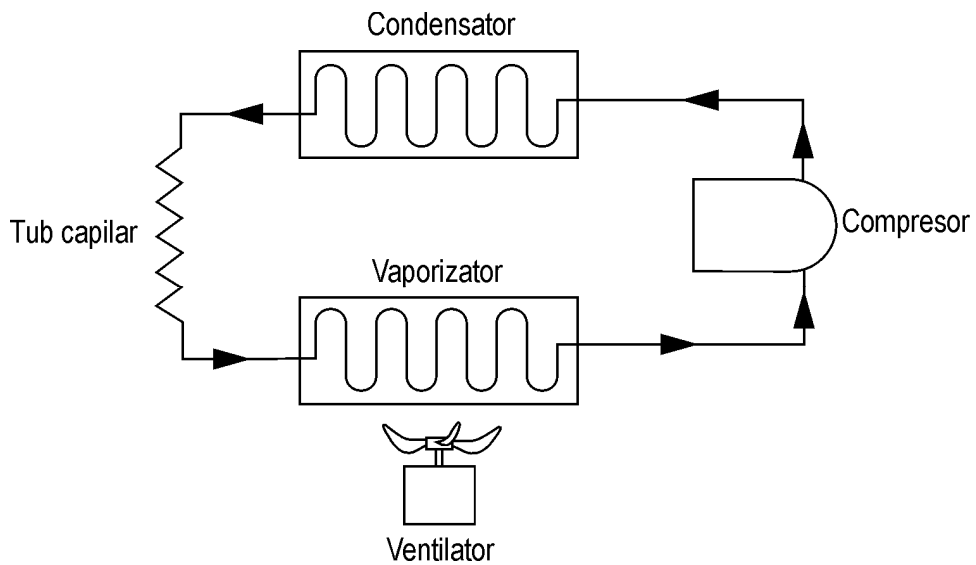 Condensator
Tub capilar
Compresor
Vaporizator
Ventilator